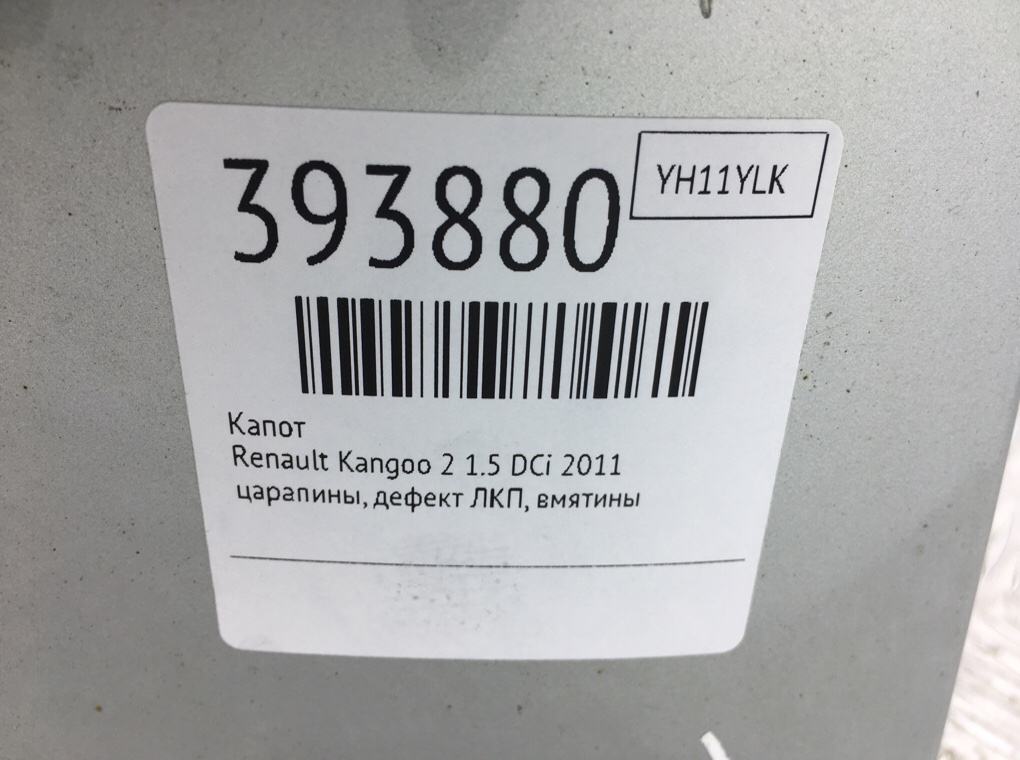 393880
YH11YLK
Капот
Renault Kangoo 2 1.5 DCi 2011
царапины, дефект ЛКП, вмятины